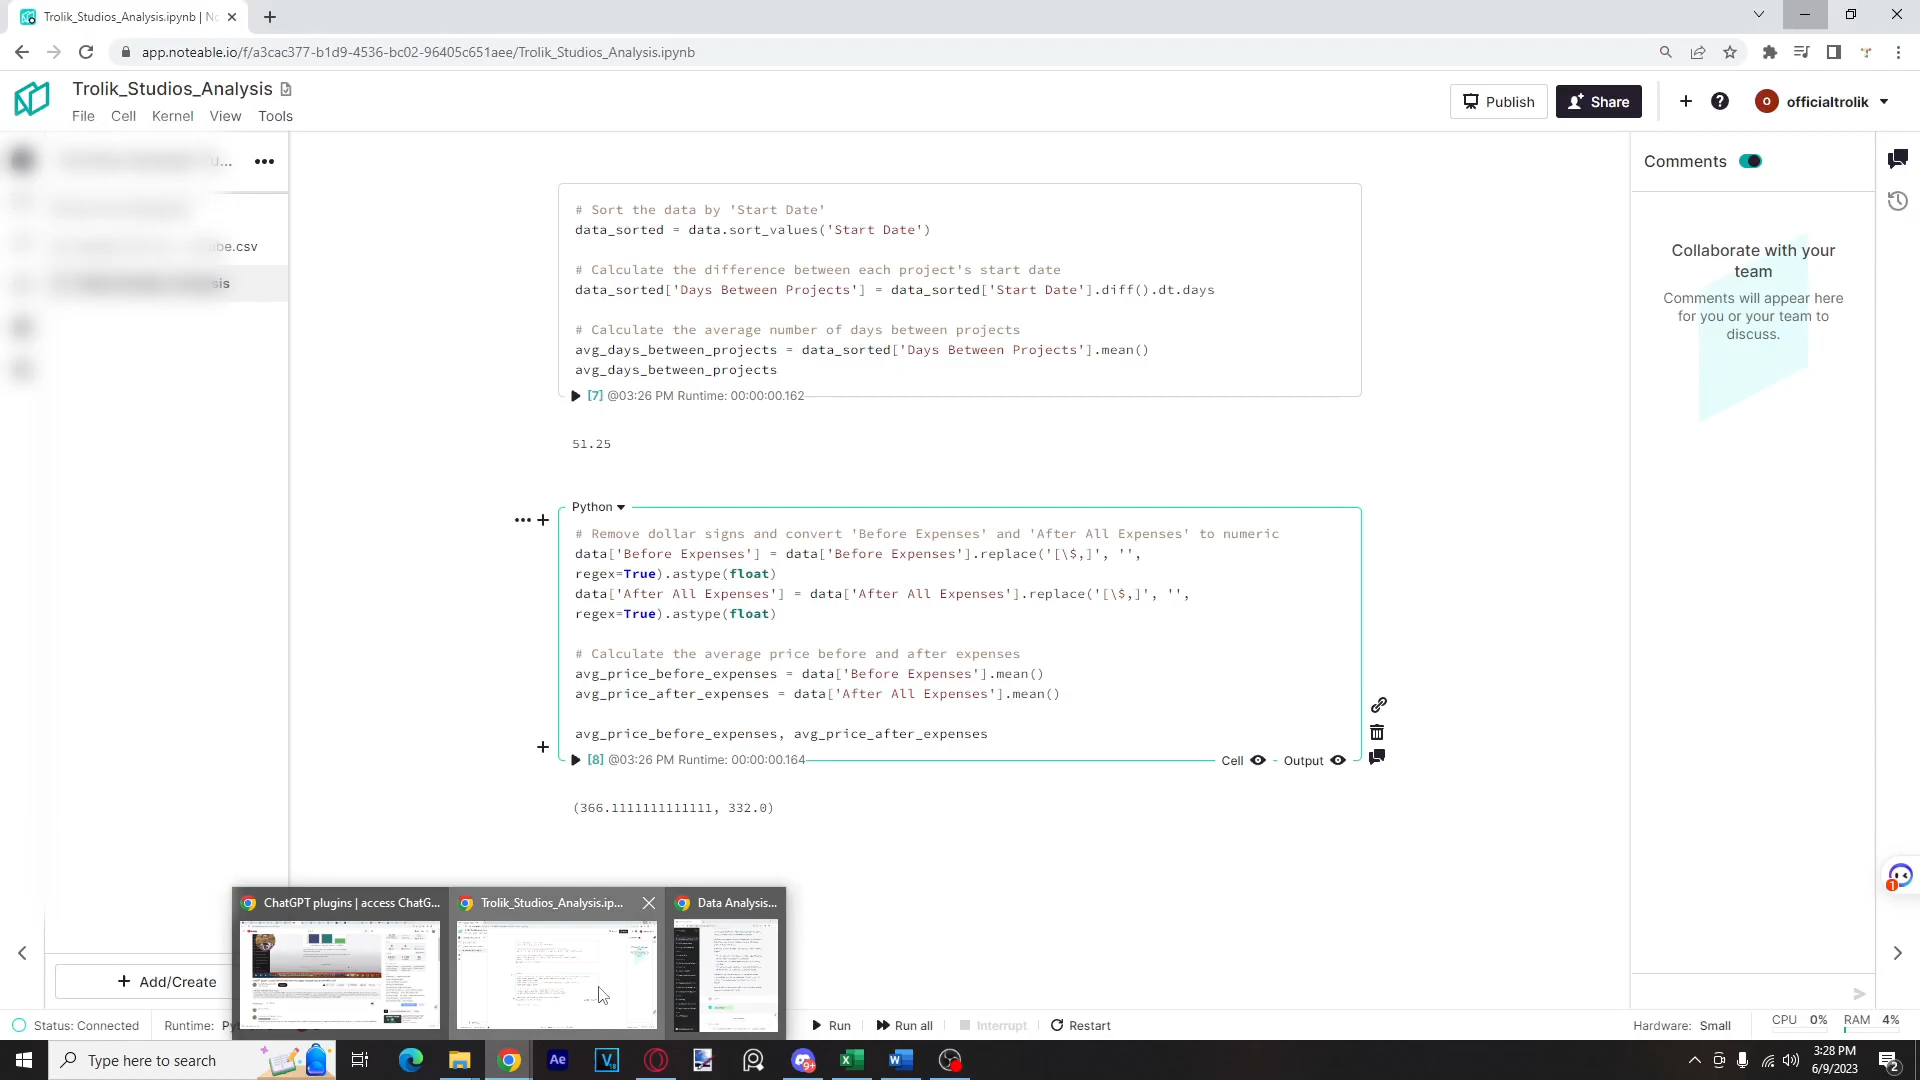 Trolik_Studios_Analysis.ipynb | No
app.noteable.io/f/a3cac377-b1d9-4536-bc02-96405c651aee/Trolik_Studios_Analysis.ipynb
Trolik_Studios_Analysis
File Cell Kernel View Tools
Publish
Share
O
officialtrolik
u...
be.csv
sis
# Sort the data by 'Start Date'
data_sorted = data.sort_values('Start Date')
# Calculate the difference between each project's start date
data_sorted['Days Between Projects'] = data_sorted['Start Date'].diff().dt.days
# Calculate the average number of days between projects
avg_days_between_projects = data_sorted['Days Between Projects'].mean()
avg_days_between_projects
[7] @03:26 PM Runtime: 00:00:00.162
51.25
Python
# Remove dollar signs and convert 'Before Expenses' and 'After All Expenses' to numeric
data['Before Expenses'] = data['Before Expenses'].replace('[\$,]', '',
regex=True).astype(float)
data['After All Expenses'] = data['After All Expenses'].replace('[\$,]', '',
regex=True).astype(float)
# Calculate the average price before and after expenses
avg_price_before_expenses = data['Before Expenses'].mean()
avg_price_after_expenses = data['After All Expenses'].mean()
avg_price_before_expenses, avg_price_after_expenses
[8] @03:26 PM Runtime: 00:00:00.164
Cell - Output
(366.1111111111111, 332.0)
Comments
Collaborate with your
team
Comments will appear here
for you or your team to
discuss.
1
ChatGPT plugins | access ChatG...
Trolik_Studios_Analysis.ip...
Data Analysis...
+ Add/Create
Status: Connected
Runtime: Py
Run
Run all
Interrupt
Restart
Hardware: Small
CPU 0%
RAM 4%
Type here to search
Ae
9+
3:28 PM
6/9/2023
2